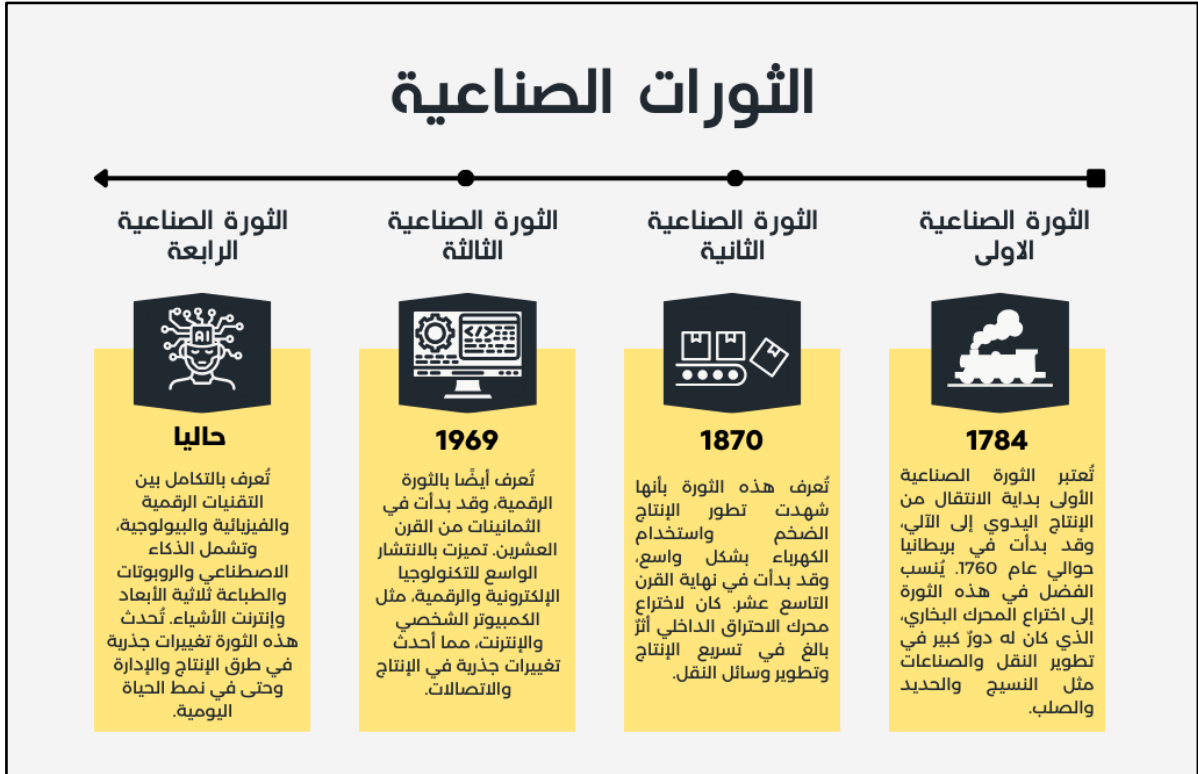 الثورات الصناعية
الثورة الصناعية
الاولى
1784
تُعتبر الثورة الصناعية
الأولى بداية الانتقال من
الإنتاج اليدوي إلى الآلي،
وقد بدأت في بريطانيا
حوالي عام 1760. يُنسب
الفضل في هذه الثورة
إلى اختراع المحرك البخاري،
الذي كان له دورٌ كبير في
تطوير النقل والصناعات
مثل النسيج والحديد
والصلب.
الثورة الصناعية
الثانية
1870
تُعرف هذه الثورة بأنها
شهدت تطور الإنتاج
الضخم واستخدام
الكهرباء بشكل واسع،
وقد بدأت في نهاية القرن
التاسع عشر. كان لاختراع
محرك الاحتراق الداخلي أثرٌ
بالغ في تسريع الإنتاج
وتطوير وسائل النقل.
الثورة الصناعية
الثالثة
</>
1969
تُعرف أيضًا بالثورة
الرقمية، وقد بدأت في
الثمانينات من القرن
العشرين. تميزت بالانتشار
الواسع للتكنولوجيا
الإلكترونية والرقمية، مثل
الكمبيوتر الشخصي
والإنترنت، مما أحدث
تغييرات جذرية في الإنتاج
والاتصالات.
الثورة الصناعية
الرابعة
AI
حاليا
تُعرف بالتكامل بين
التقنيات الرقمية
والفيزيائية والبيولوجية،
وتشمل الذكاء
الاصطناعي والروبوتات
والطباعة ثلاثية الأبعاد
وإنترنت الأشياء. تُحدث
هذه الثورة تغييرات جذرية
في طرق الإنتاج والإدارة
وحتى في نمط الحياة
اليومية.